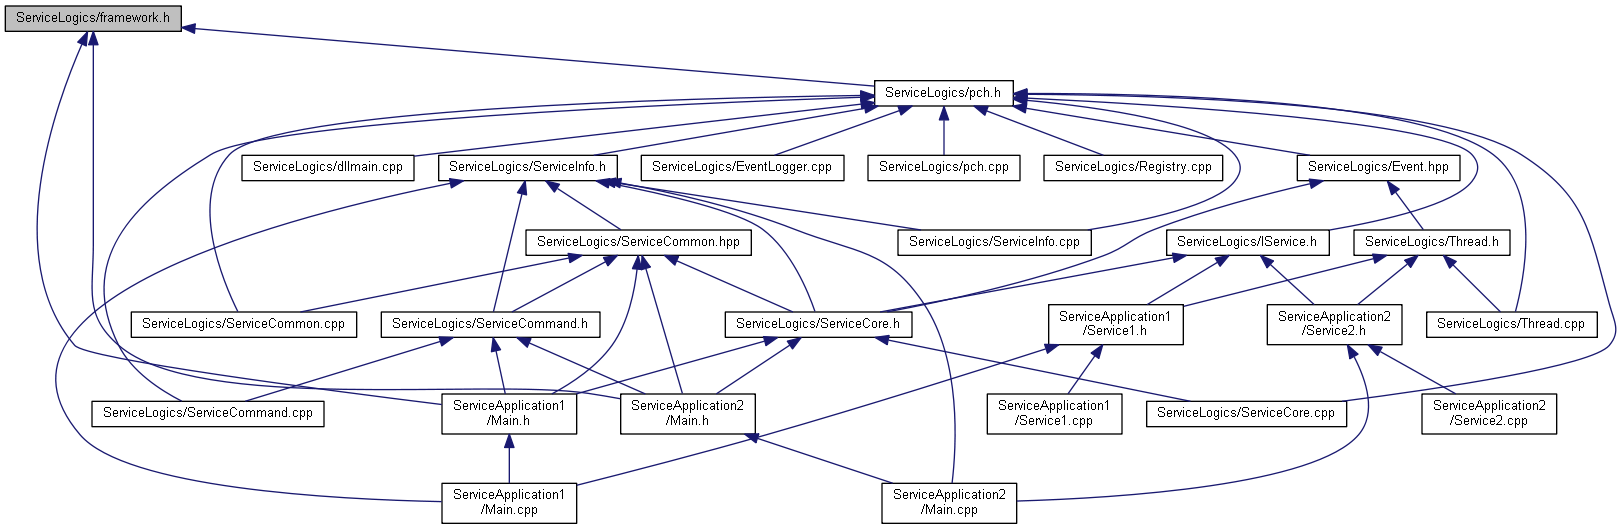 ServiceLogics/framework.h
ServiceLogics/pch.h
ServiceLogics/dllmain.cpp
ServiceLogics/ServiceInfo.h
ServiceLogics/EventLogger.cpp
ServiceLogics/pch.cpp
ServiceLogics/Registry.cpp
ServiceLogics/Event.hpp
ServiceLogics/ServiceCommon.hpp
ServiceLogics/ServiceInfo.cpp
ServiceLogics/IService.h
ServiceLogics/Thread.h
ServiceLogics/ServiceCommon.cpp
ServiceLogics/ServiceCommand.h
ServiceLogics/ServiceCore.h
ServiceApplication1
/Service1.h
ServiceApplication2
/Service2.h
ServiceLogics/Thread.cpp
ServiceLogics/ServiceCommand.cpp
ServiceApplication1
/Main.h
ServiceApplication2
/Main.h
ServiceApplication1
/Service1.cpp
ServiceLogics/ServiceCore.cpp
ServiceApplication2
/Service2.cpp
ServiceApplication1
/Main.cpp
ServiceApplication2
/Main.cpp